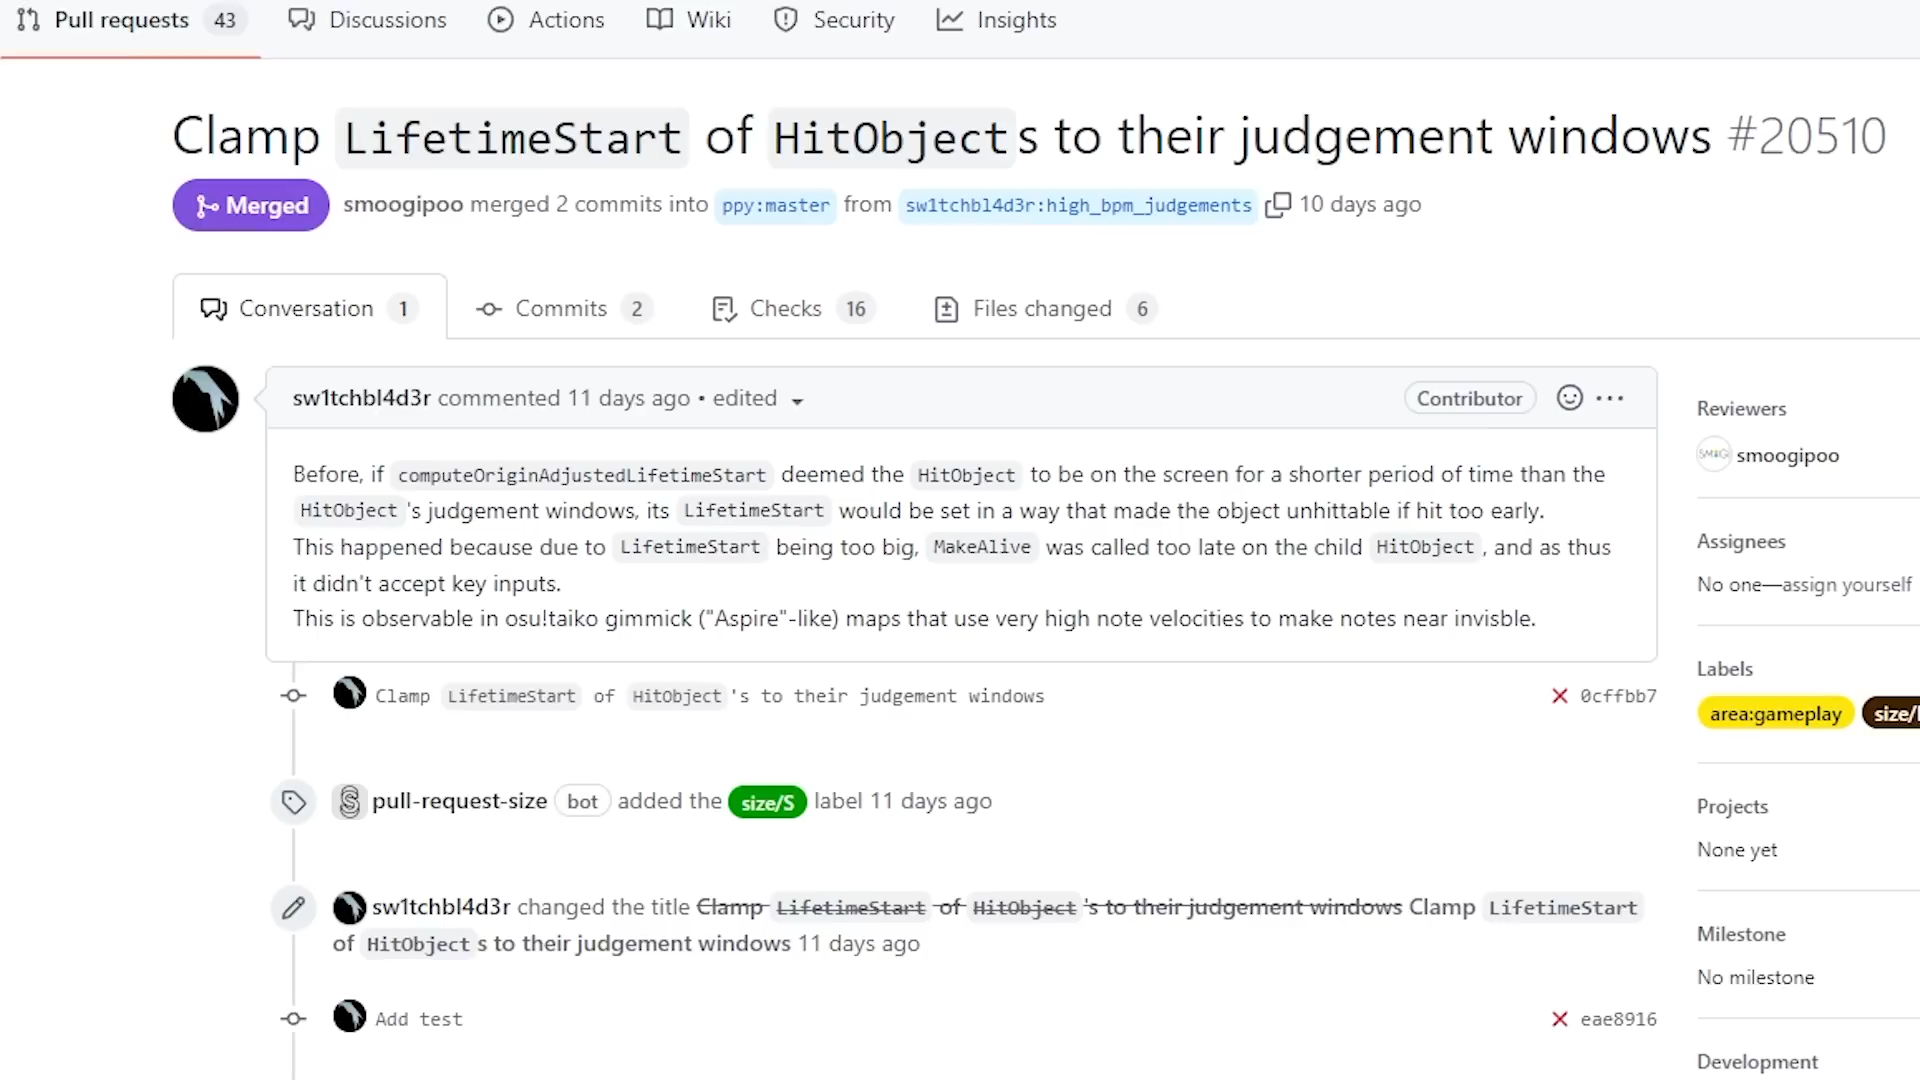 Pull requests 43 Discussions Actions Wiki Security Insights
Clamp LifetimeStart of HitObjects to their judgement windows #20510
Merged smoogipoo merged 2 commits into ppy:master from sw1tchbl4d3r:high_bpm_judgements 10 days ago
Conversation 1 Commits 2 Checks 16 Files changed 6
sw1tchbl4d3r commented 11 days ago • edited Contributor
Before, if computeOriginAdjustedLifetimeStart deemed the HitObject to be on the screen for a shorter period of time than the
HitObject 's judgement windows, its LifetimeStart would be set in a way that made the object unhittable if hit too early.
This happened because due to LifetimeStart being too big, MakeAlive was called too late on the child HitObject , and as thus
it didn't accept key inputs.
This is observable in osu!taiko gimmick ("Aspire"-like) maps that use very high note velocities to make notes near invisble.
Clamp LifetimeStart of HitObject 's to their judgement windows 0cffbb7
pull-request-size bot added the size/S label 11 days ago
sw1tchbl4d3r changed the title Clamp LifetimeStart of HitObject 's to their judgement windows Clamp LifetimeStart
of HitObject s to their judgement windows 11 days ago
Add test eae8916
Reviewers
SMOGI smoogipoo
Assignees
No one—assign yourself
Labels
area:gameplay size/
Projects
None yet
Milestone
No milestone
Development